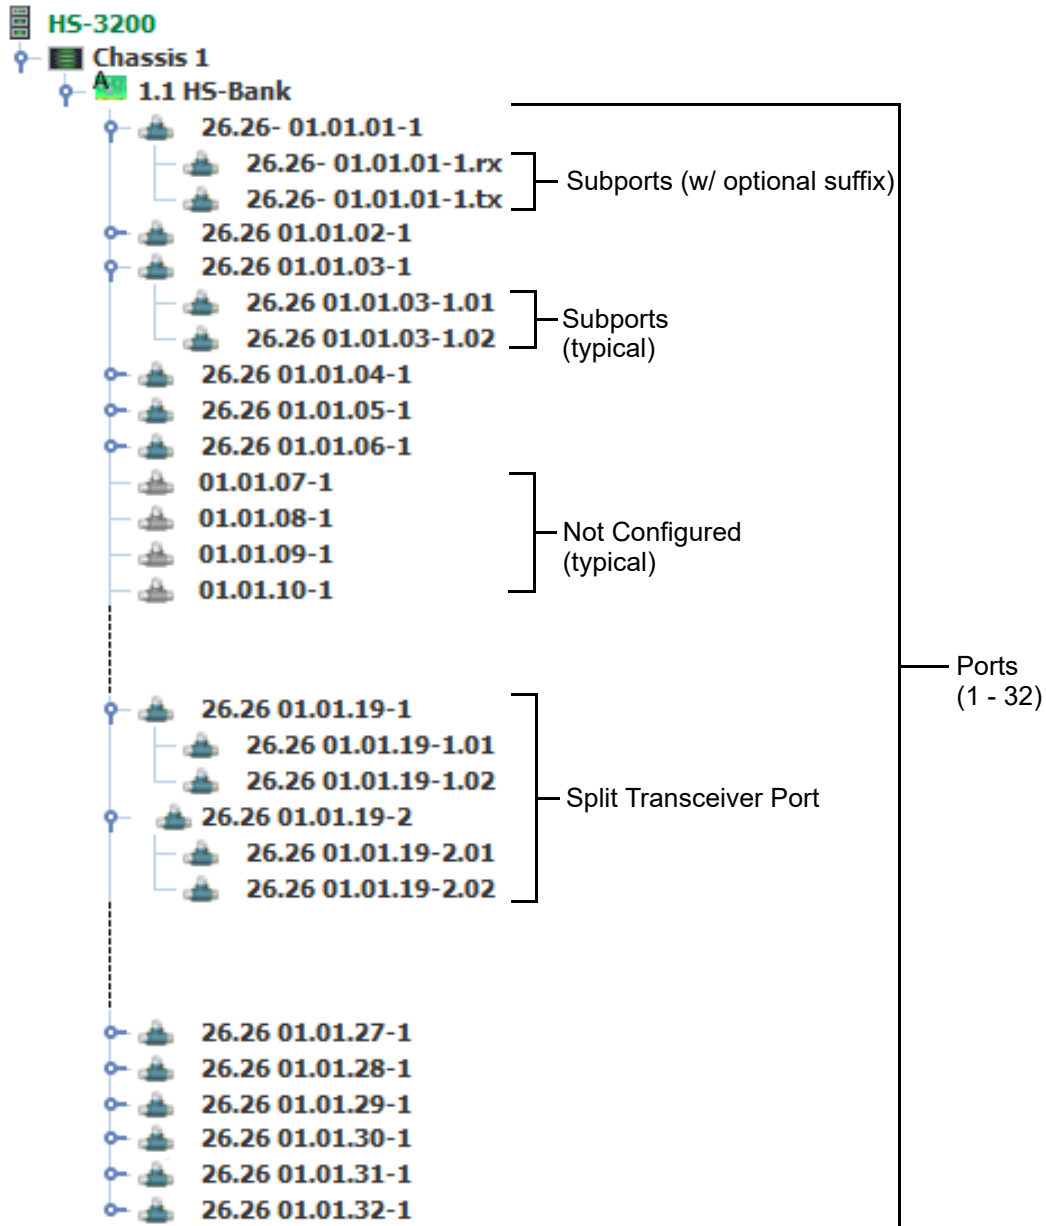 HS-3200
Chassis 1
A
1.1 HS-Bank
26.26- 01.01.01-1
26.26- 01.01.01-1.rx
26.26- 01.01.01-1.tx
Subports (w/ optional suffix)
26.26 01.01.02-1
26.26 01.01.03-1
26.26 01.01.03-1.01
26.26 01.01.03-1.02
Subports
(typical)
26.26 01.01.04-1
26.26 01.01.05-1
26.26 01.01.06-1
01.01.07-1
01.01.08-1
01.01.09-1
01.01.10-1
Not Configured
(typical)
Ports
(1 - 32)
26.26 01.01.19-1
26.26 01.01.19-1.01
26.26 01.01.19-1.02
26.26 01.01.19-2
26.26 01.01.19-2.01
26.26 01.01.19-2.02
Split Transceiver Port
26.26 01.01.27-1
26.26 01.01.28-1
26.26 01.01.29-1
26.26 01.01.30-1
26.26 01.01.31-1
26.26 01.01.32-1